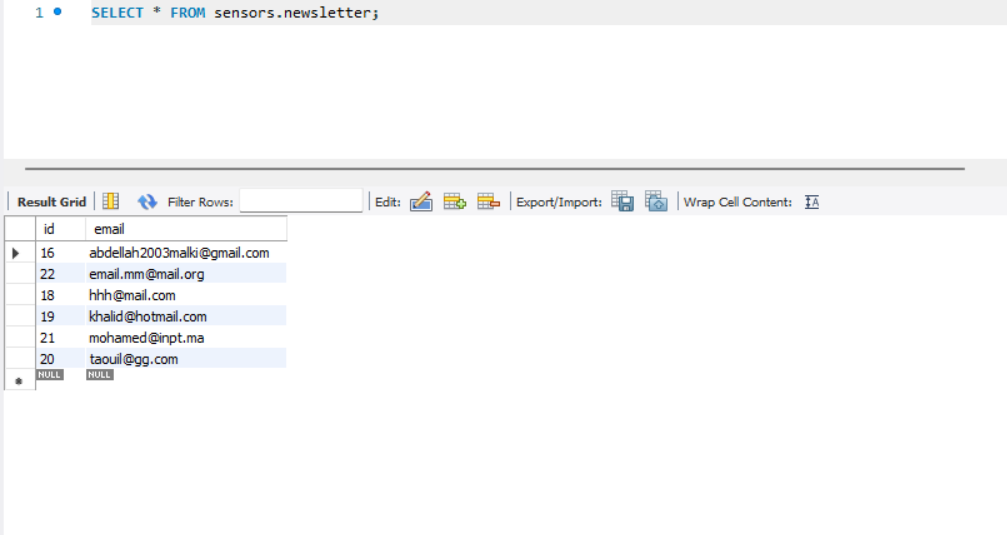 1 SELECT * FROM sensors.newsletter;
Result Grid Filter Rows: Edit: Export/Import: Wrap Cell Content: IA
id email
16 abdellah2003malki@gmail.com
22 email.mm@mail.org
18 hhh@mail.com
19 khalid@hotmail.com
21 mohamed@inpt.ma
20 taouil@gg.com
NULL NULL